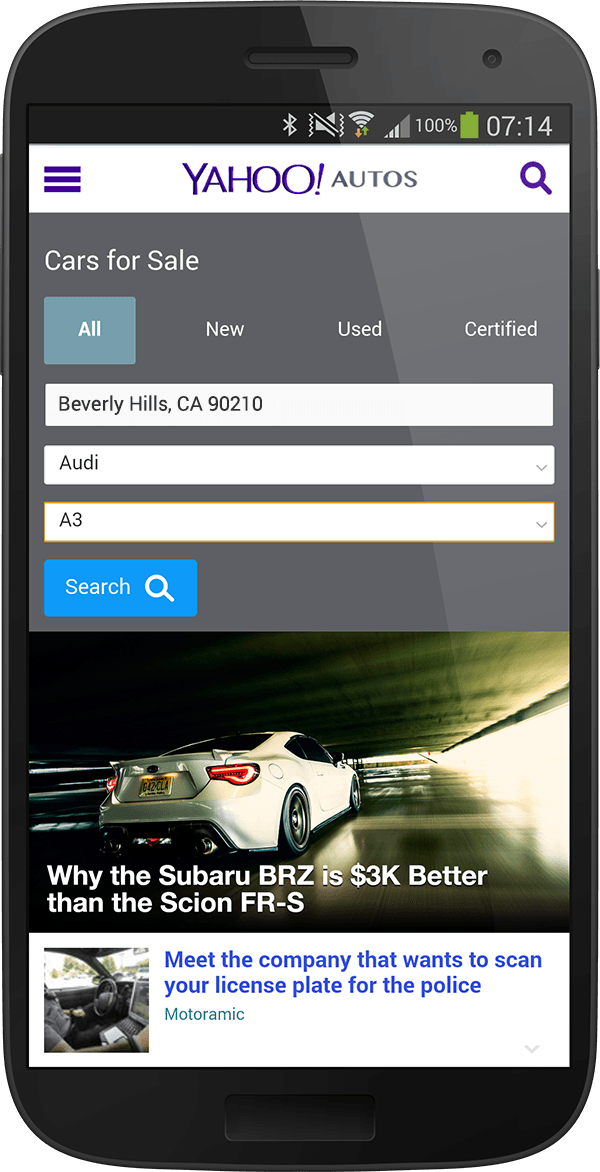 100% 07:14
YAHOO! AUTOS
Cars for Sale
All New Used Certified
Beverly Hills, CA 90210
Audi
A3
Search
Why the Subaru BRZ is $3K Better
than the Scion FR-S
Meet the company that wants to scan
your license plate for the police
Motoramic